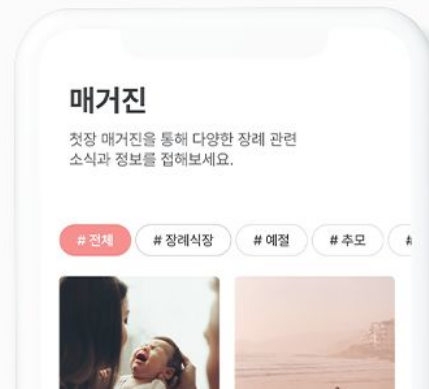 매거진
첫장 매거진을 통해 다양한 장례 관련
소식과 정보를 접해보세요.
# 전체 # 장례식장 # 예절 # 추모 #